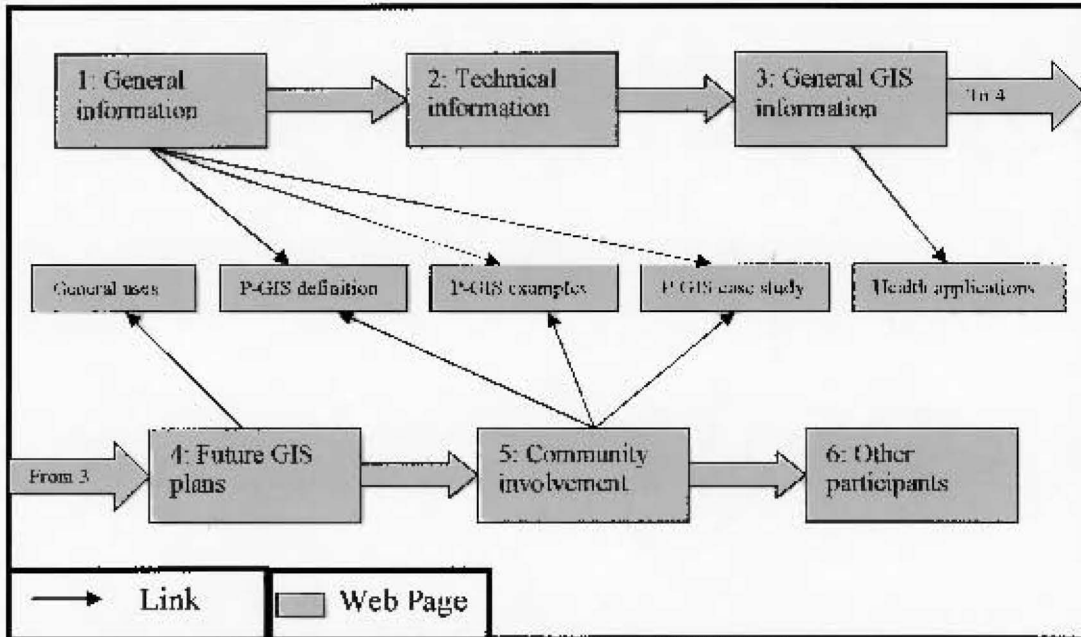 1: General
information
2: Technical
information
3: General GIS
information
To 4
General uses
P-GIS definition
P-GIS examples
P-GIS case study
Health applications
From 3
4: Future GIS
plans
5: Community
involvement
6: Other
participants
Link
Web Page